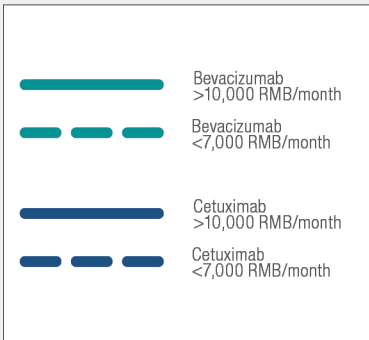 Bevacizumab
>10,000 RMB/month
Bevacizumab
<7,000 RMB/month
Cetuximab
>10,000 RMB/month
Cetuximab
<7,000 RMB/month